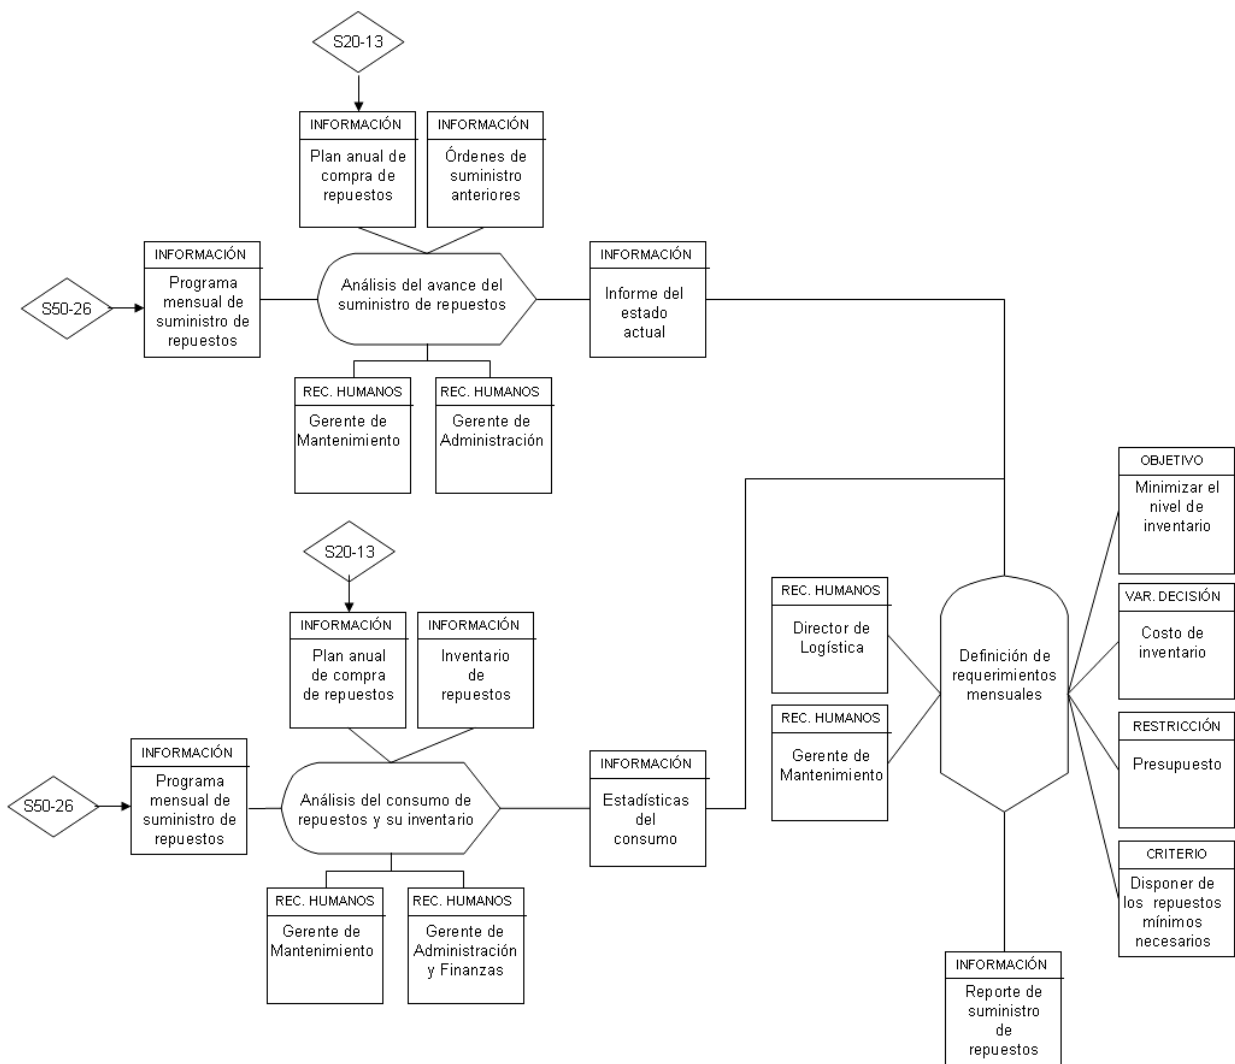 S20-13
INFORMACIÓN
Plan anual de
compra de
repuestos
INFORMACIÓN
Órdenes de
suministro
anteriores
S50-26
INFORMACIÓN
Programa
mensual de
suministro de
repuestos
Análisis del avance del
suministro de repuestos
INFORMACIÓN
Informe del
estado
actual
REC. HUMANOS
Gerente de
Mantenimiento
REC. HUMANOS
Gerente de
Administración
S20-13
INFORMACIÓN
Plan anual
de compra
de repuestos
INFORMACIÓN
Inventario
de
repuestos
S50-26
INFORMACIÓN
Programa
mensual de
suministro de
repuestos
Análisis del consumo de
repuestos y su inventario
INFORMACIÓN
Estadísticas
del
consumo
REC. HUMANOS
Gerente de
Mantenimiento
REC. HUMANOS
Gerente de
Administración
y Finanzas
REC. HUMANOS
Director de
Logística
REC. HUMANOS
Gerente de
Mantenimiento
Definición de
requerimientos
mensuales
OBJETIVO
Minimizar el
nivel de
inventario
VAR. DECISIÓN
Costo de
inventario
RESTRICCIÓN
Presupuesto
CRITERIO
Disponer de
los repuestos
mínimos
necesarios
INFORMACIÓN
Reporte de
suministro
de
repuestos